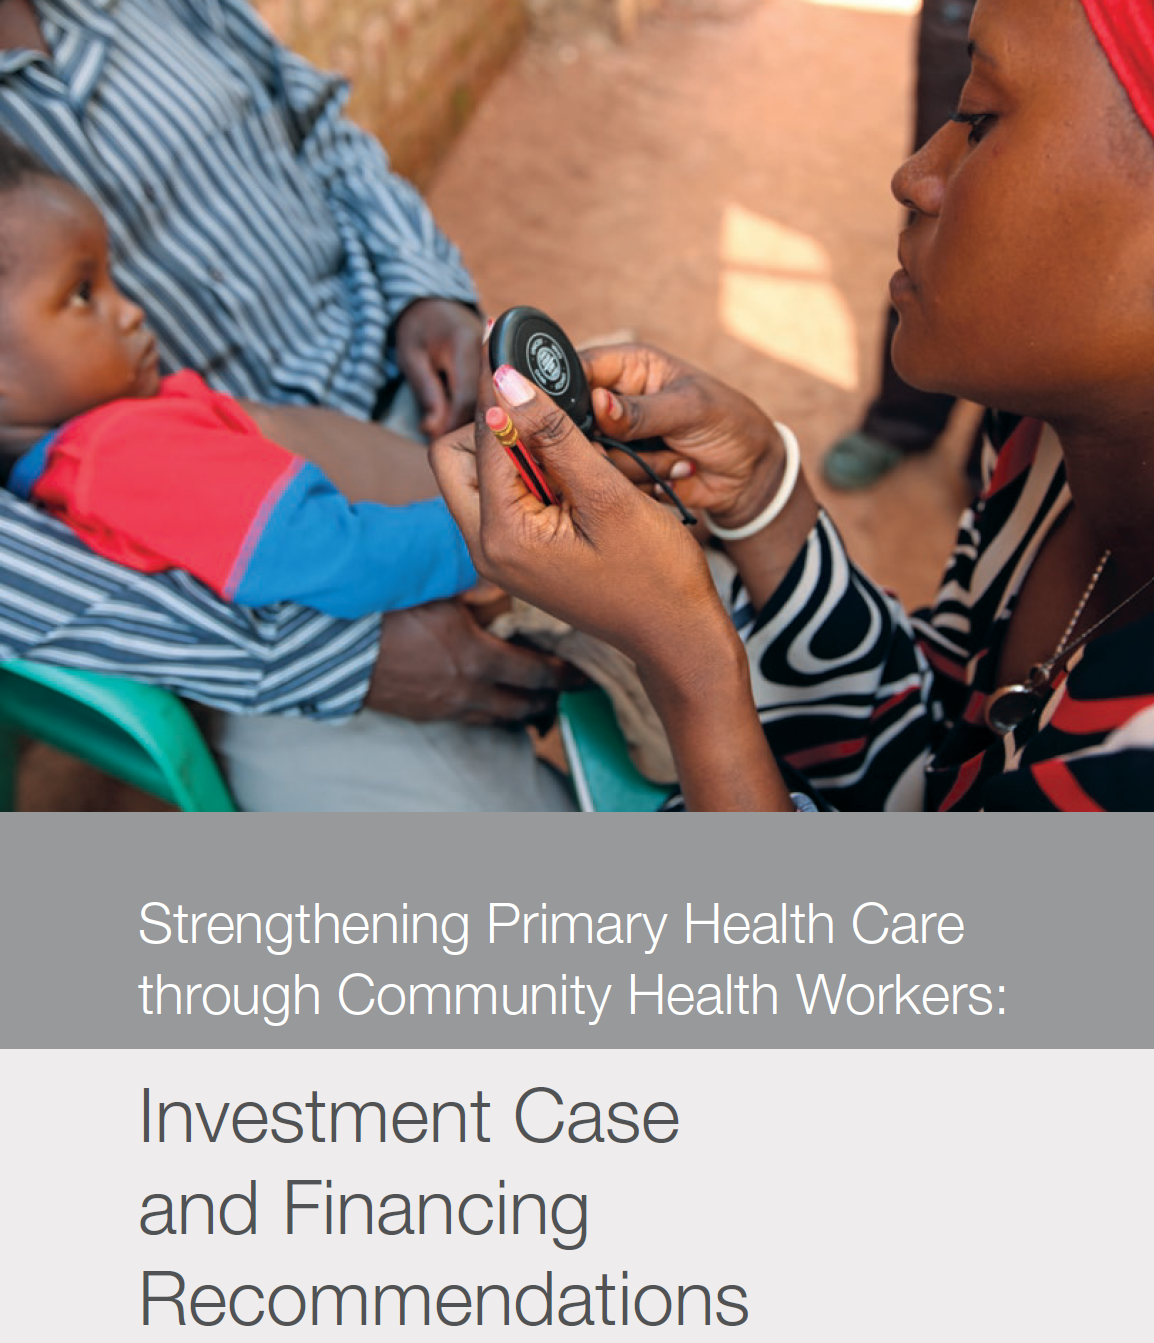 Strengthening Primary Health Care
through Community Health Workers:
Investment Case
and Financing
Recommendations